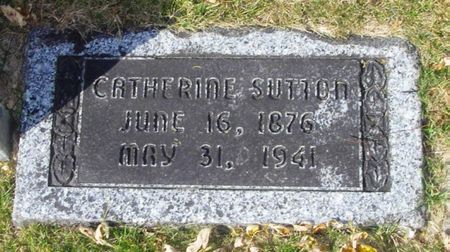 CATHERINE SUTTON
JUNE 16, 1876
MAY 31, 1941